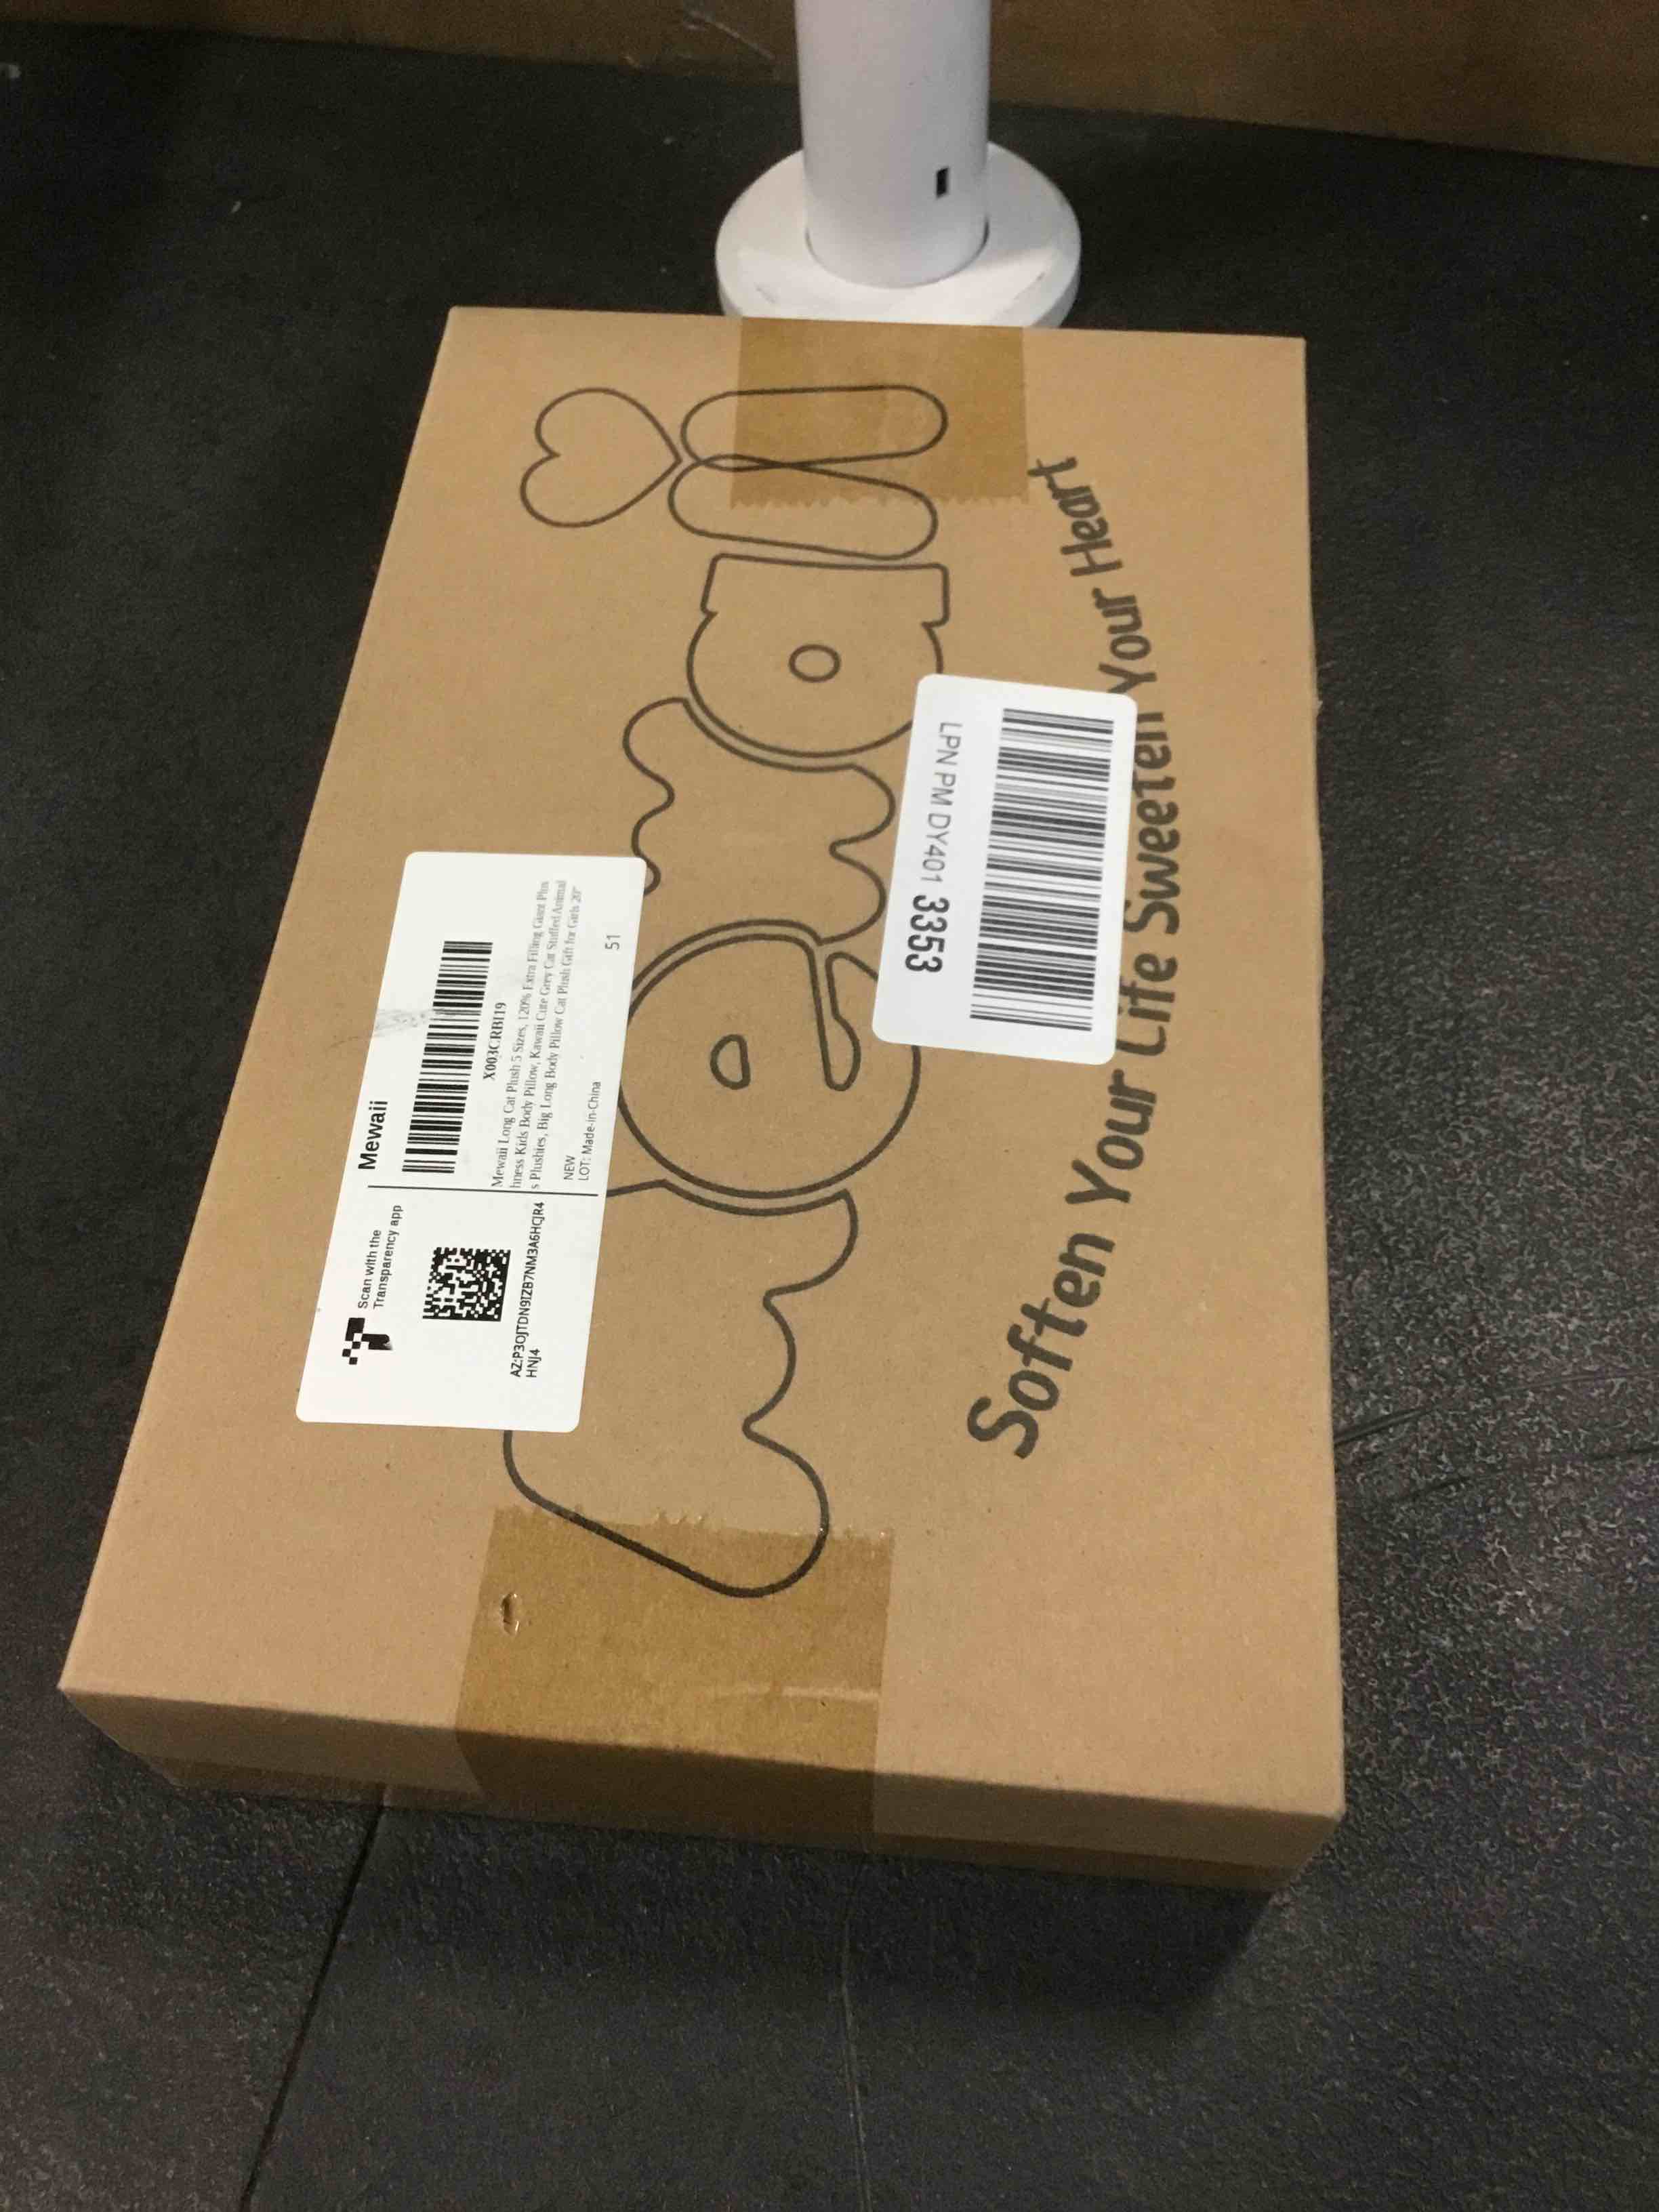 Mewaii
Soften Your Life Sweeten Your Heart
Scan with the
Transparency app
AZ:P3OJTDN9IZB7NM3A6HCJR4
HNJ4
Mewaii
X003CRBI19
Mewaii Long Cat Plush 5 Sizes, 120% Extra Filling Giant Plus
hness Kids Body Pillow, Kawaii Cute Grey Cat Stuffed Animal
s Plushies, Big Long Body Pillow Cat Plush Gift for Girls 20"
NEW
LOT: Made-in-China
51
LPN PM DY401 3353